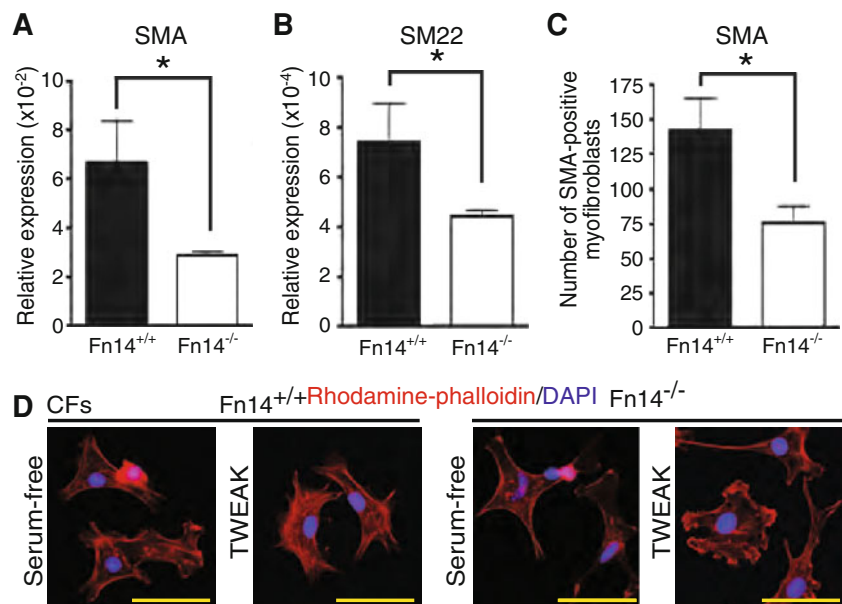 A
SMA
*
Relative expression (x10-2)
10
8
6
4
2
0
Fn14+/+ Fn14-/-
B
SM22
*
Relative expression (x10-4)
10
8
6
4
2
0
Fn14+/+ Fn14-/-
C
SMA
*
Number of SMA-positive
myofibroblasts
175
150
125
100
75
50
25
0
Fn14+/+ Fn14-/-
D CFs Fn14+/+Rhodamine-phalloidin/DAPI Fn14-/-
Serum-free
TWEAK
Serum-free
TWEAK